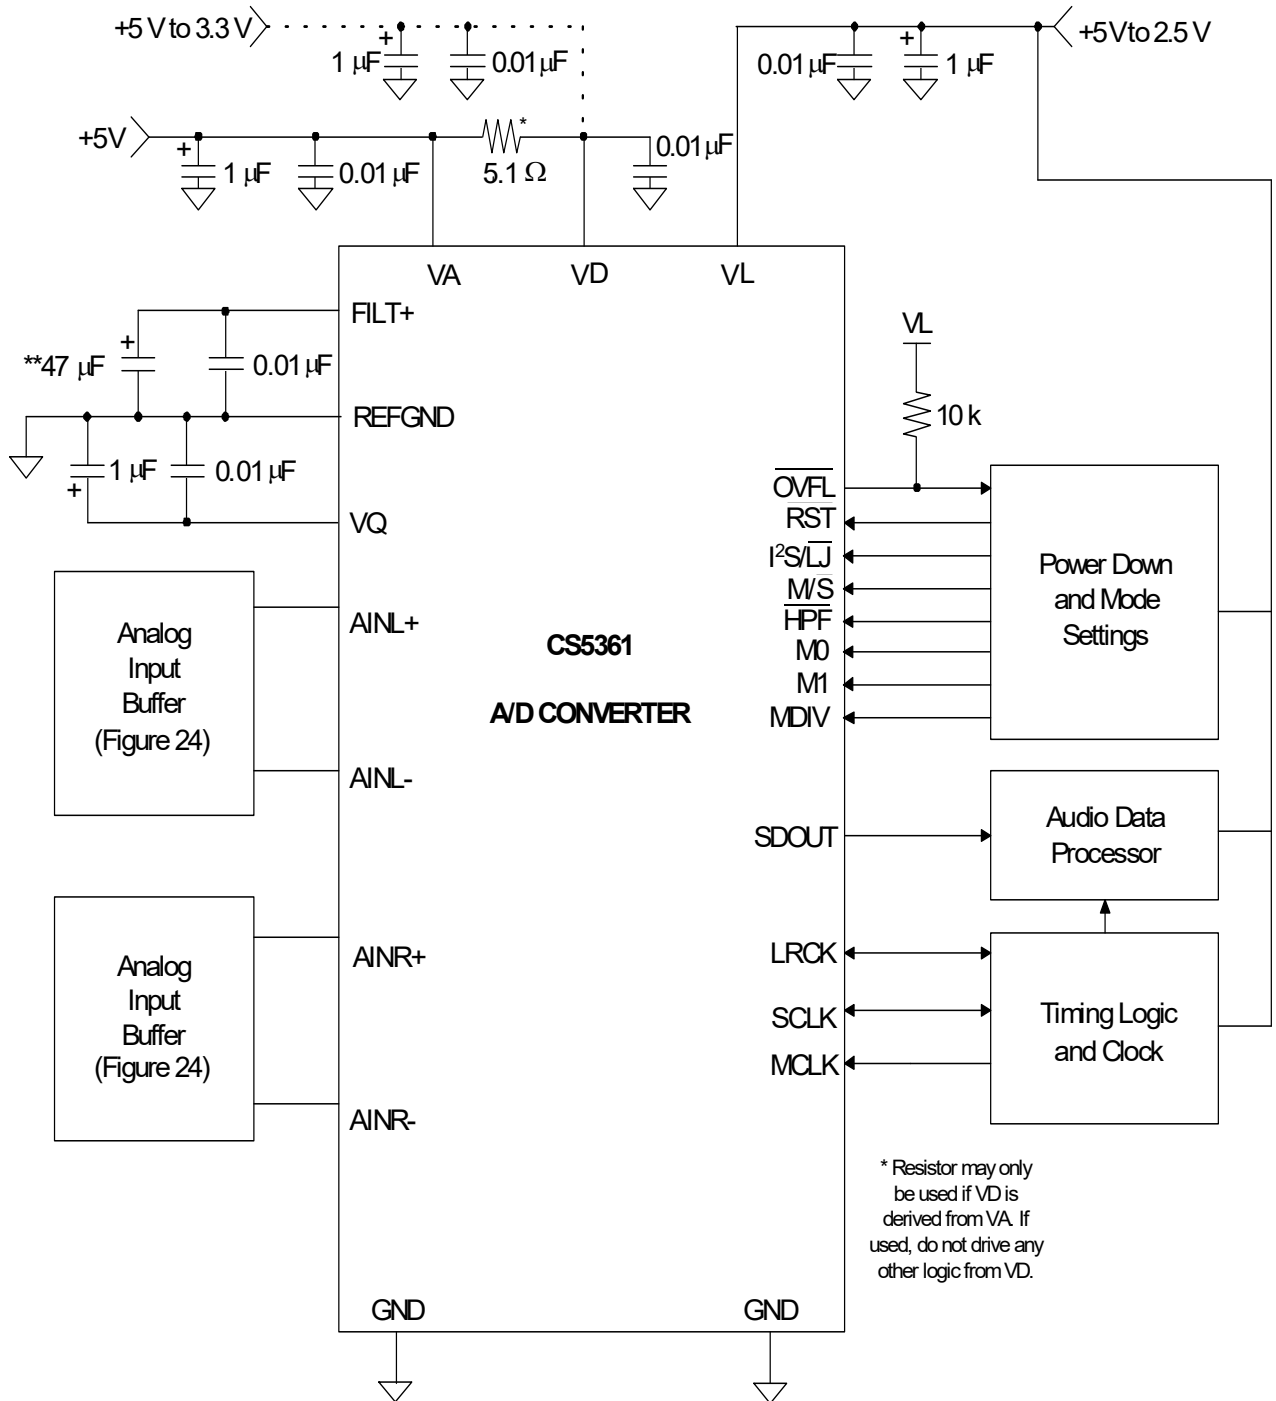 +5 V to 3.3 V
+
1 µF
0.01 µF
0.01 µF
+
1 µF
+5V to 2.5 V
+5V
+
1 µF
0.01 µF
*
5.1 Ω
0.01 µF
VA
VD
VL
FILT+
+
**47 µF
0.01 µF
REFGND
1 µF
+
0.01 µF
VQ
VL
10 k
OVFL
RST
I²S/LJ
M/S
HPF
M0
M1
MDIV
Power Down
and Mode
Settings
Analog
Input
Buffer
(Figure 24)
AINL+
AINL-
CS5361
A/D CONVERTER
SDOUT
Audio Data
Processor
Analog
Input
Buffer
(Figure 24)
AINR+
AINR-
LRCK
SCLK
MCLK
Timing Logic
and Clock
* Resistor may only
be used if VD is
derived from VA. If
used, do not drive any
other logic from VD.
GND
GND